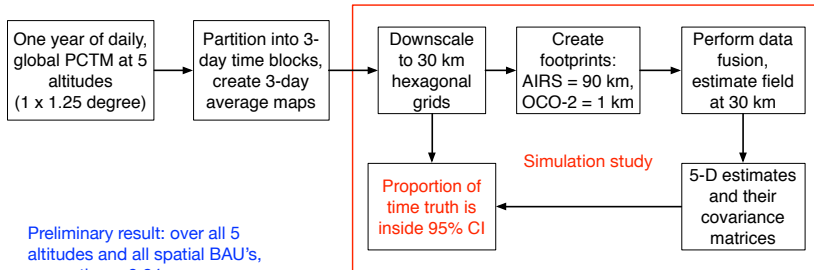 One year of daily,
global PCTM at 5
altitudes
(1 x 1.25 degree)
Partition into 3-
day time blocks,
create 3-day
average maps
Downscale
to 30 km
hexagonal
grids
Create
footprints:
AIRS = 90 km,
OCO-2 = 1 km
Perform data
fusion,
estimate field
at 30 km
Simulation study
Proportion of
time truth is
inside 95% CI
5-D estimates
and their
covariance
matrices
Preliminary result: over all 5
altitudes and all spatial BAU's,